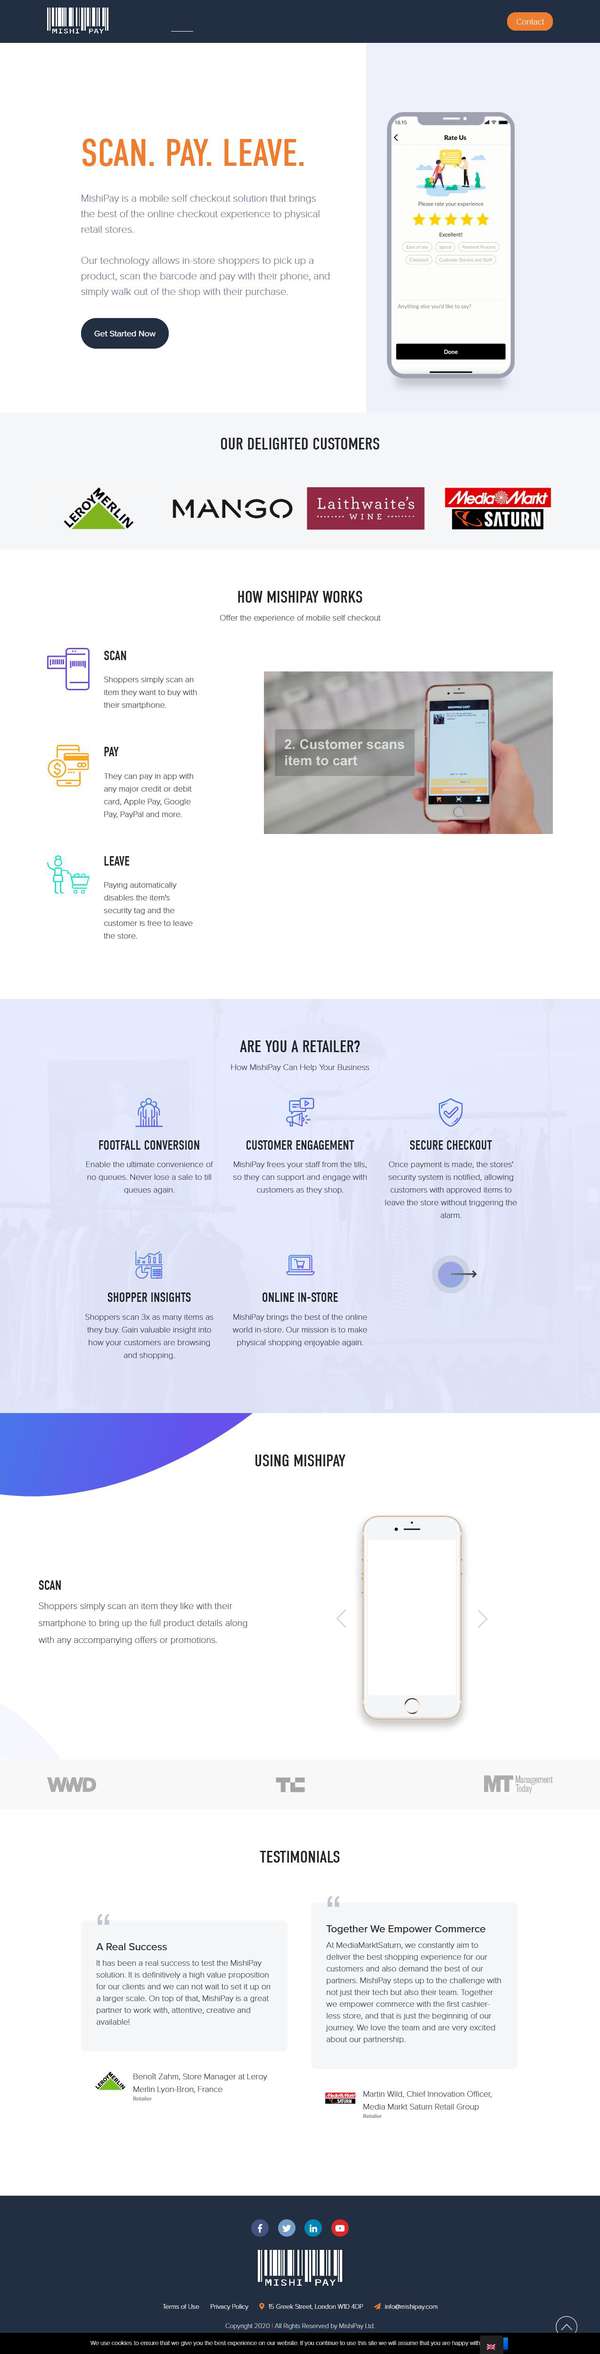 MISHI PAY
Contact
SCAN. PAY. LEAVE.
MishiPay is a mobile self checkout solution that brings
the best of the online checkout experience to physical
retail stores.
Our technology allows in-store shoppers to pick up a
product, scan the barcode and pay with their phone, and
simply walk out of the shop with their purchase.
Get Started Now
Rate Us
Please rate your experience
Excellent!
Anything else you'd like to say?
Done
OUR DELIGHTED CUSTOMERS
LEROY MERLIN
MANGO
Laithwaite's
WINE
Media Markt
SATURN
HOW MISHIPAY WORKS
Offer the experience of mobile self checkout
SCAN
Shoppers simply scan an
item they want to buy with
their smartphone.
PAY
They can pay in app with
any major credit or debit
card, Apple Pay, Google
Pay, PayPal and more.
LEAVE
Paying automatically
disables the item's
security tag and the
customer is free to leave
the store.
2. Customer scans
item to cart
ARE YOU A RETAILER?
How MishiPay Can Help Your Business
FOOTFALL CONVERSION
Enable the ultimate convenience of
no queues. Never lose a sale to till
queues again.
CUSTOMER ENGAGEMENT
MishiPay frees your staff from the tills,
so they can support and engage with
customers as they shop.
SECURE CHECKOUT
Once payment is made, the stores'
security system is notified, allowing
customers with approved items to
leave the store without triggering the
alarm.
SHOPPER INSIGHTS
Shoppers scan 3x as many items as
they buy. Gain valuable insight into
how your customers are browsing
and shopping.
ONLINE IN-STORE
MishiPay brings the best of the online
world in-store. Our mission is to make
physical shopping enjoyable again.
USING MISHIPAY
SCAN
Shoppers simply scan an item they like with their
smartphone to bring up the full product details along
with any accompanying offers or promotions.
WWD
TC
MT Management
Today
TESTIMONIALS
A Real Success
It has been a real success to test the MishiPay
solution. It is definitively a high value proposition
for our clients and we can not wait to set it up on
a larger scale. On top of that, MishiPay is a great
partner to work with, attentive, creative and
available!
LEROY MERLIN
Benoît Zahm, Store Manager at Leroy
Merlin Lyon-Bron, France
Retailer
Together We Empower Commerce
At MediaMarktSaturn, we constantly aim to
deliver the best shopping experience for our
customers and also demand the best of our
partners. MishiPay steps up to the challenge with
not just their tech but also their team. Together
we empower commerce with the first cashier-
less store, and that is just the beginning of our
journey. We love the team and are very excited
about our partnership.
Media Markt
SATURN
Martin Wild, Chief Innovation Officer,
Media Markt Saturn Retail Group
Retailer
MISHI PAY
Terms of Use
Privacy Policy
15 Greek Street, London W1D 4DP
info@mishipay.com
Copyright 2020 | All Rights Reserved by MishiPay Ltd.
We use cookies to ensure that we give you the best experience on our website. If you continue to use this site we will assume that you are happy with